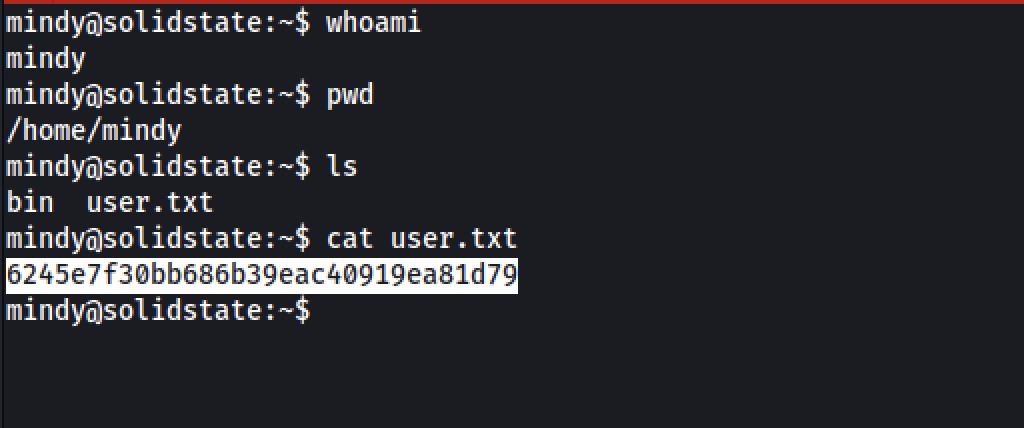 mindy@solidstate:~$ whoami
mindy
mindy@solidstate:~$ pwd
/home/mindy
mindy@solidstate:~$ ls
bin  user.txt
mindy@solidstate:~$ cat user.txt
6245e7f30bb686b39eac40919ea81d79
mindy@solidstate:~$